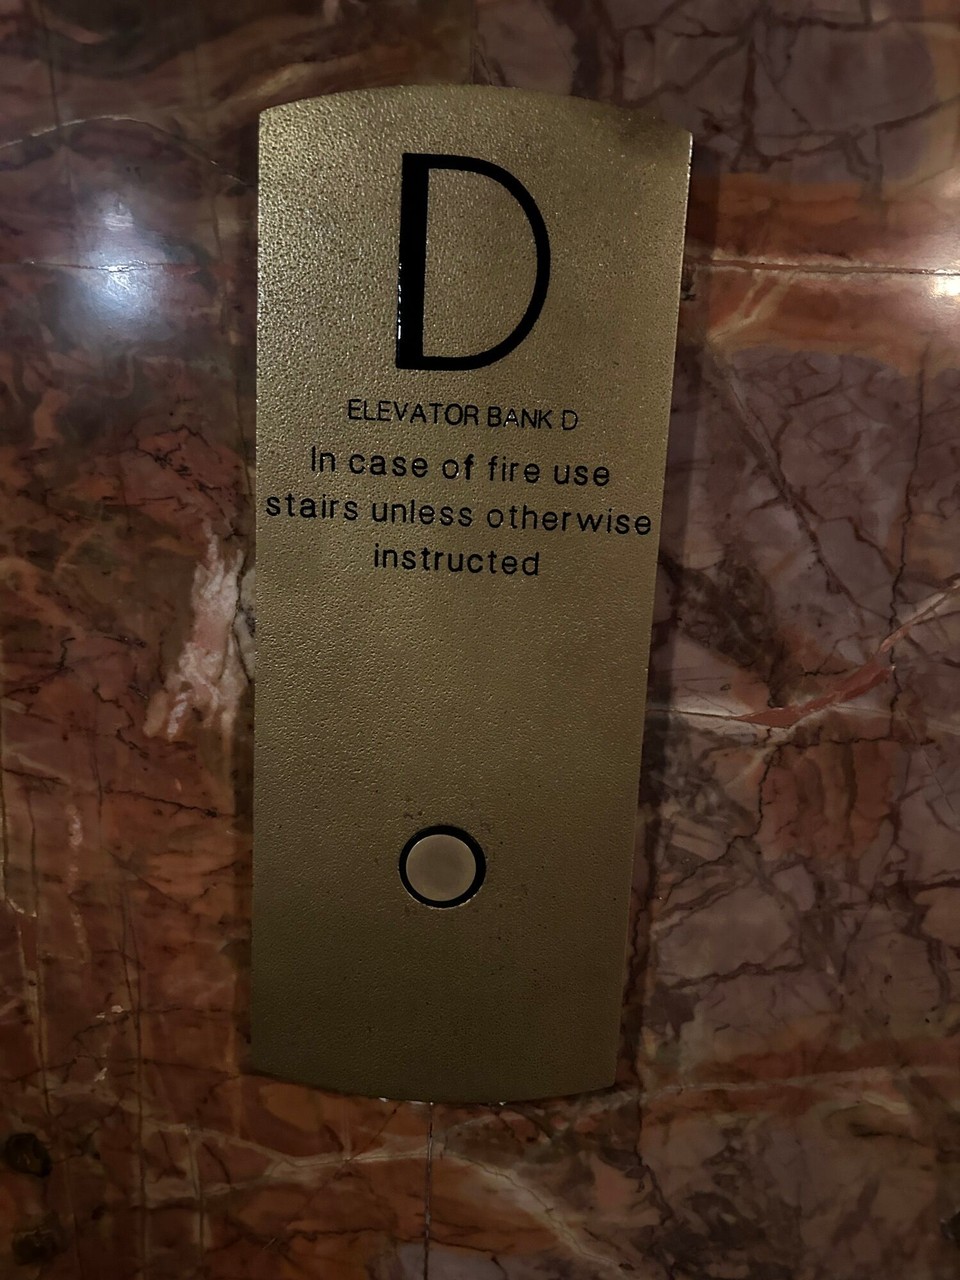 D
ELEVATOR BANK D
In case of fire use
stairs unless otherwise
instructed